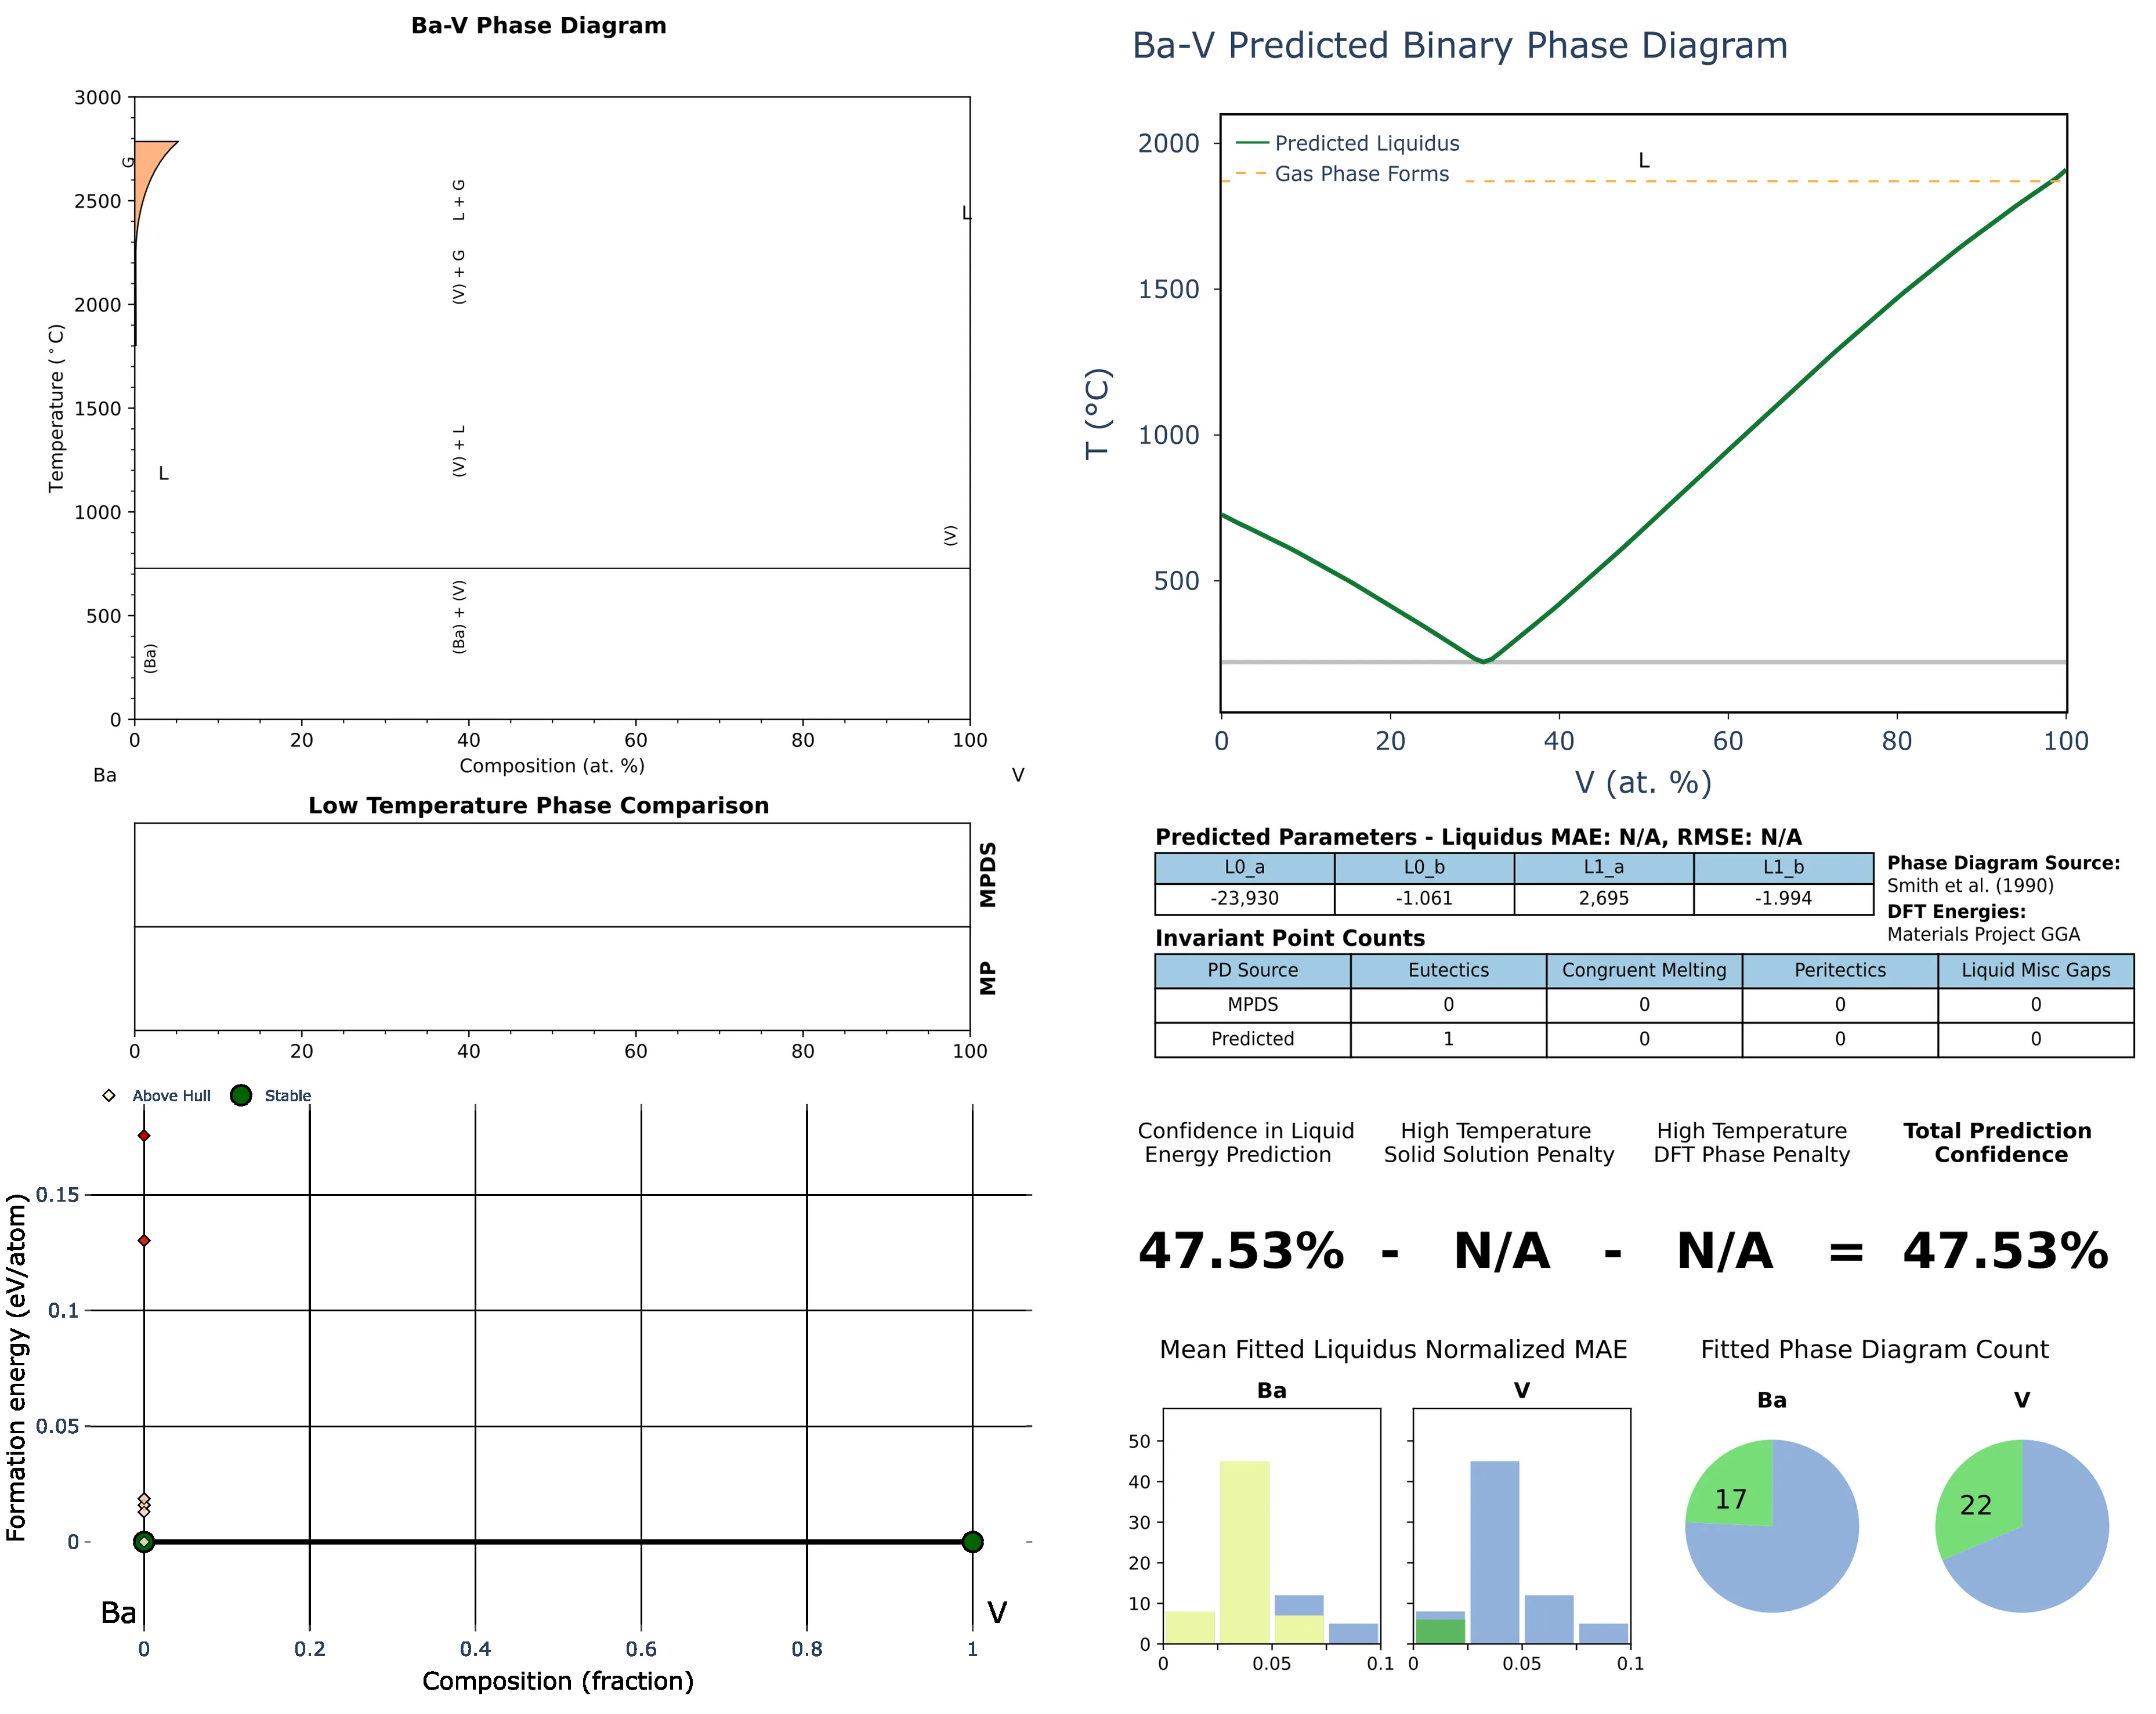 Ba-V Phase Diagram
3000
2500
2000
1500
1000
500
0
Temperature (°C)
G
L + G
(V) + G
L
L
(V) + L
(V)
(Ba) + (V)
(Ba)
0 20 40 60 80 100
Composition (at. %)
Ba V
Low Temperature Phase Comparison
MPDS
MP
0 20 40 60 80 100
Above Hull Stable
0.15
0.1
0.05
0
Formation energy (eV/atom)
Ba V
0 0.2 0.4 0.6 0.8 1
Composition (fraction)
Ba-V Predicted Binary Phase Diagram
2000
1500
1000
500
T (°C)
Predicted Liquidus
Gas Phase Forms
L
0 20 40 60 80 100
V (at. %)
Predicted Parameters - Liquidus MAE: N/A, RMSE: N/A
L0_a L0_b L1_a L1_b
-23,930 -1.061 2,695 -1.994
Phase Diagram Source:
Smith et al. (1990)
DFT Energies:
Materials Project GGA
Invariant Point Counts
PD Source Eutectics Congruent Melting Peritectics Liquid Misc Gaps
MPDS 0 0 0 0
Predicted 1 0 0 0
Confidence in Liquid
Energy Prediction
High Temperature
Solid Solution Penalty
High Temperature
DFT Phase Penalty
Total Prediction
Confidence
47.53% - N/A - N/A = 47.53%
Mean Fitted Liquidus Normalized MAE
Ba V
50
40
30
20
10
0
0 0.05 0.1
0 0.05 0.1
Fitted Phase Diagram Count
Ba V
17 22